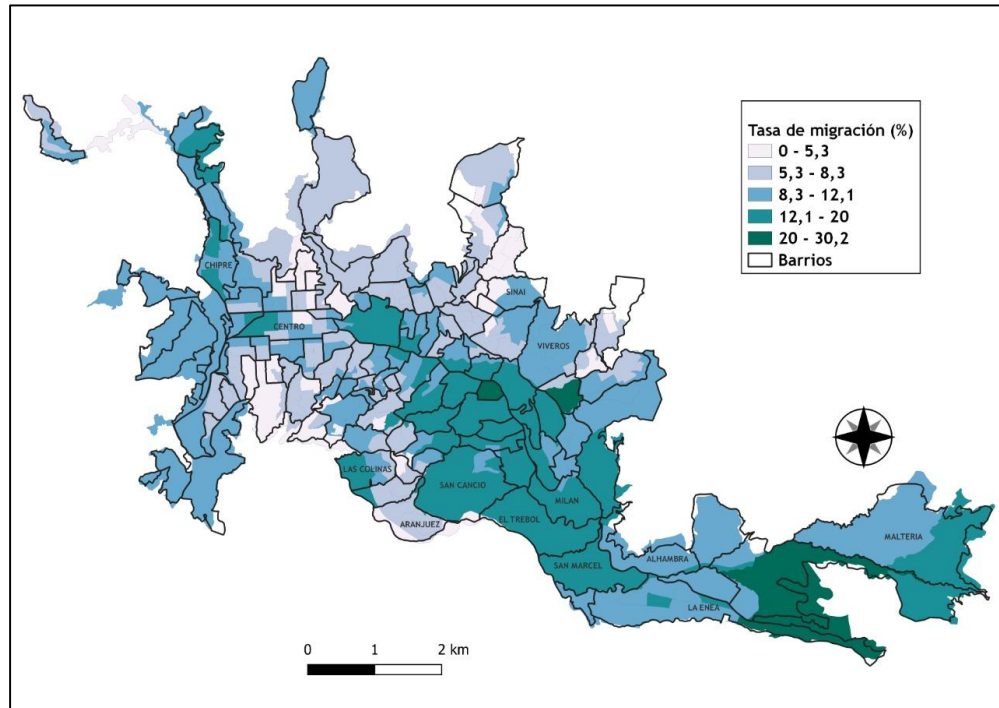 Tasa de migración (%)
0 - 5,3
5,3 - 8,3
8,3 - 12,1
12,1 - 20
20 - 30,2
Barrios
CHIPRE
SINAI
CENTRO
VIVEROS
LAS COLINAS
SAN CANCIO
MILAN
ARANJUEZ
EL TREBOL
MALTERIA
ALHAMBRA
SAN MARCEL
LA ENEA
0 1 2 km